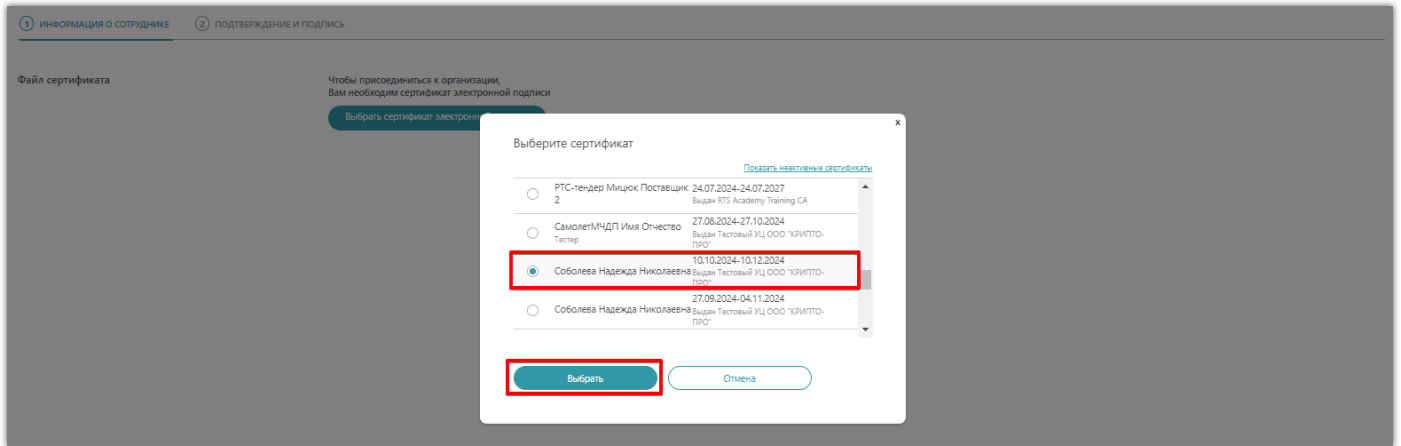 1 ИНФОРМАЦИЯ О СОТРУДНИКЕ 2 ПОДТВЕРЖДЕНИЕ И ПОДПИСЬ
Файл сертификата
Чтобы присоединиться к организации,
Вам необходим сертификат электронной подписи
Выбрать сертификат электронн
x
Выберите сертификат
Показать неактивные сертификаты
РТС-тендер Мицюк Поставщик 24.07.2024-24.07.2027
2 Выдан RTS Academy Training CA
27.08.2024-27.10.2024
СамолетМЧДП Имя Отчество
Тестер
Выдан Тестовый УЦ ООО "КРИПТО-
ПРО"
10.10.2024-10.12.2024
Соболева Надежда Николаевна Выдан Тестовый УЦ ООО "КРИПТО-
ПРО"
27.09.2024-04.11.2024
Соболева Надежда Николаевна Выдан Тестовый УЦ ООО "КРИПТО-
ПРО"
Выбрать Отмена